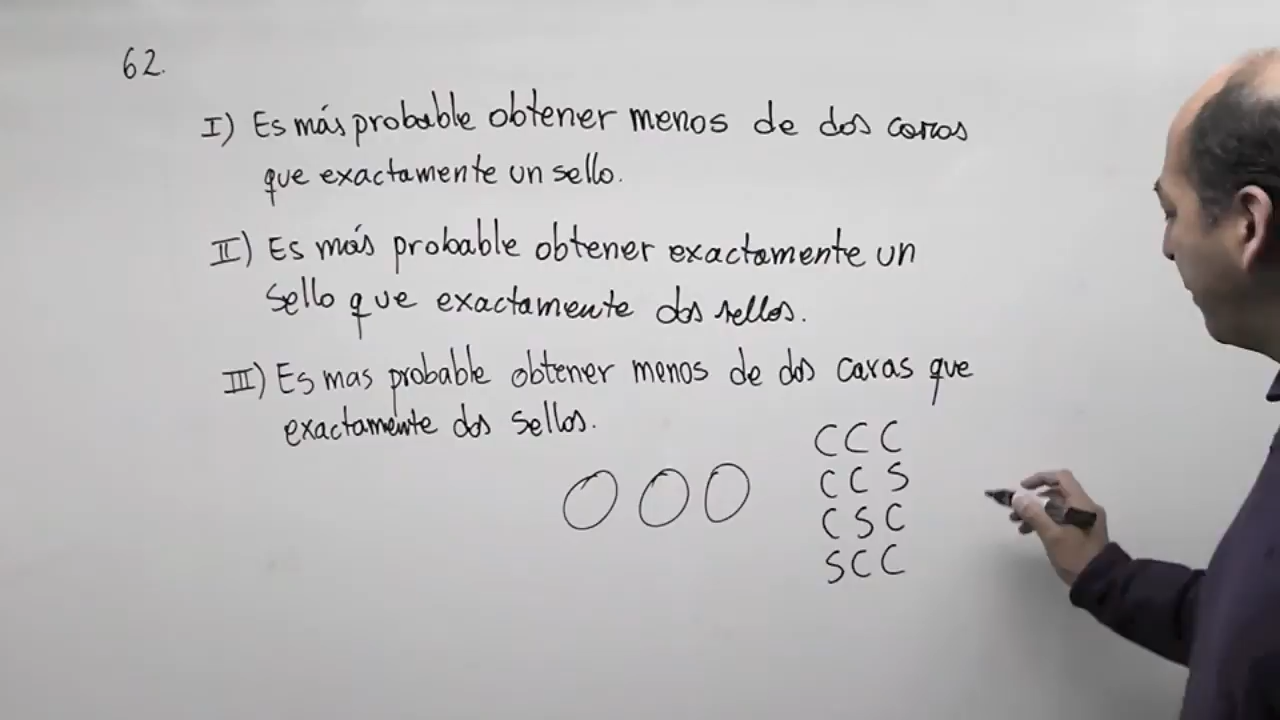 62.
I) Es más probable obtener menos de dos caras
que exactamente un sello.
II) Es más probable obtener exactamente un
sello que exactamente dos sellos.
III) Es mas probable obtener menos de dos caras que
exactamente dos sellos.
C C C
C C S
C S C
S C C